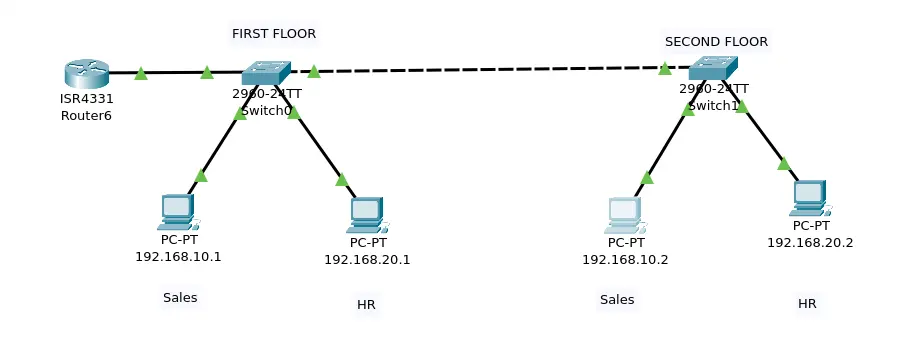 FIRST FLOOR
SECOND FLOOR
ISR4331
Router6
2960-24TT
Switch0
2960-24TT
Switch1
PC-PT
192.168.10.1
PC-PT
192.168.20.1
PC-PT
192.168.10.2
PC-PT
192.168.20.2
Sales
HR
Sales
HR